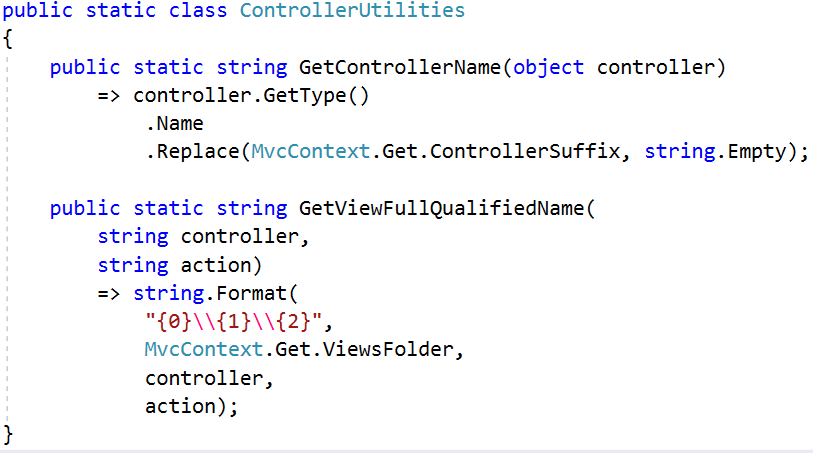 public static class ControllerUtilities
{
    public static string GetControllerName(object controller)
        => controller.GetType()
            .Name
            .Replace(MvcContext.Get.ControllerSuffix, string.Empty);

    public static string GetViewFullQualifiedName(
        string controller,
        string action)
        => string.Format(
            "{0}\\{1}\\{2}",
            MvcContext.Get.ViewsFolder,
            controller,
            action);
}